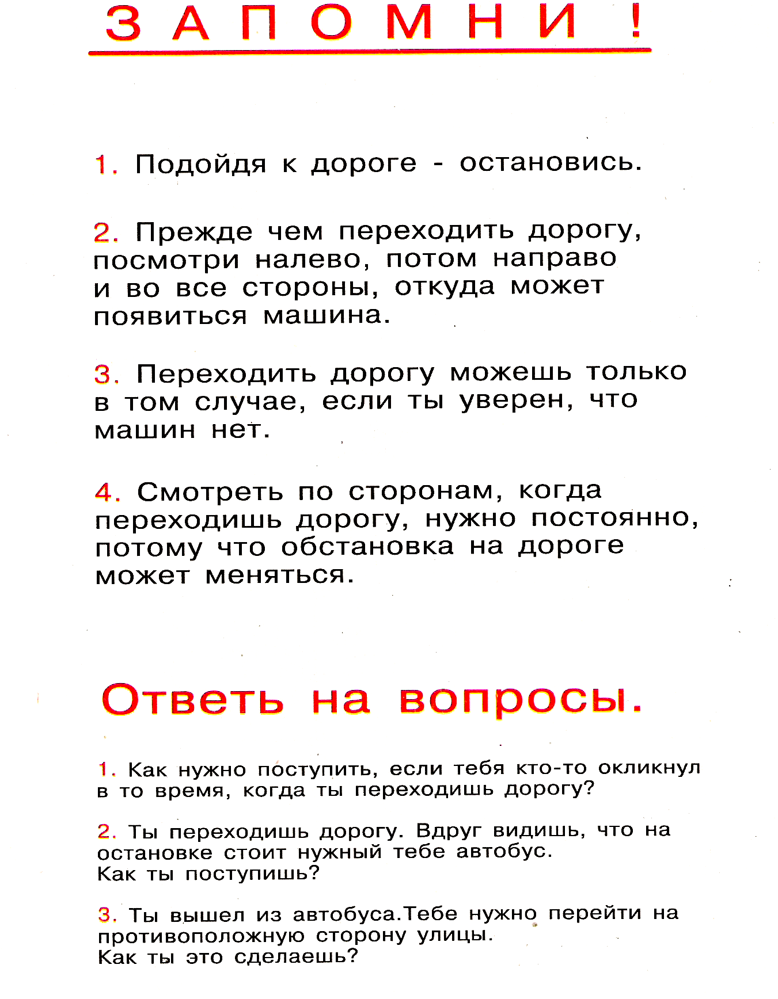 ЗАПОМНИ!
1. Подойдя к дороге - остановись.
2. Прежде чем переходить дорогу,
посмотри налево, потом направо
и во все стороны, откуда может
появиться машина.
3. Переходить дорогу можешь только
в том случае, если ты уверен, что
машин нет.
4. Смотреть по сторонам, когда
переходишь дорогу, нужно постоянно,
потому что обстановка на дороге
может меняться.
Ответь на вопросы.
1. Как нужно поступить, если тебя кто-то окликнул
в то время, когда ты переходишь дорогу?
2. Ты переходишь дорогу. Вдруг видишь, что на
остановке стоит нужный тебе автобус.
Как ты поступишь?
3. Ты вышел из автобуса.Тебе нужно перейти на
противоположную сторону улицы.
Как ты это сделаешь?